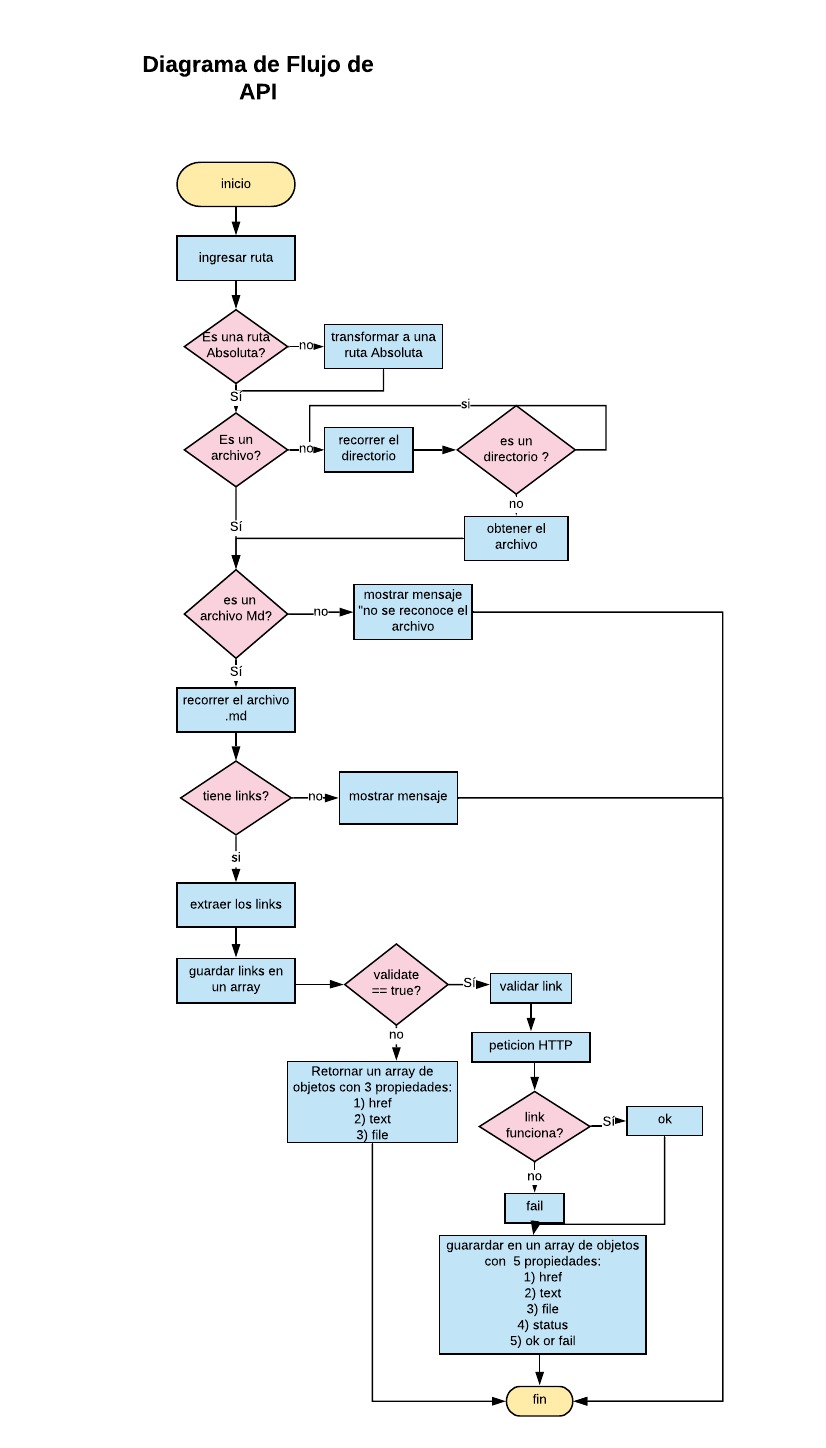 Diagrama de Flujo de
API
inicio
ingresar ruta
Es una ruta
Absoluta?
no
transformar a una
ruta Absoluta
Sí
si
Es un
archivo?
no
recorrer el
directorio
es un
directorio ?
no
Sí
obtener el
archivo
es un
archivo Md?
no
mostrar mensaje
"no se reconoce el
archivo
Sí
recorrer el archivo
.md
tiene links?
no
mostrar mensaje
si
extraer los links
guardar links en
un array
validate
== true?
Sí
validar link
no
peticion HTTP
Retornar un array de
objetos con 3 propiedades:
1) href
2) text
3) file
link
funciona?
Sí
ok
no
fail
guarardar en un array de objetos
con  5 propiedades:
1) href
2) text
3) file
4) status
5) ok or fail
fin